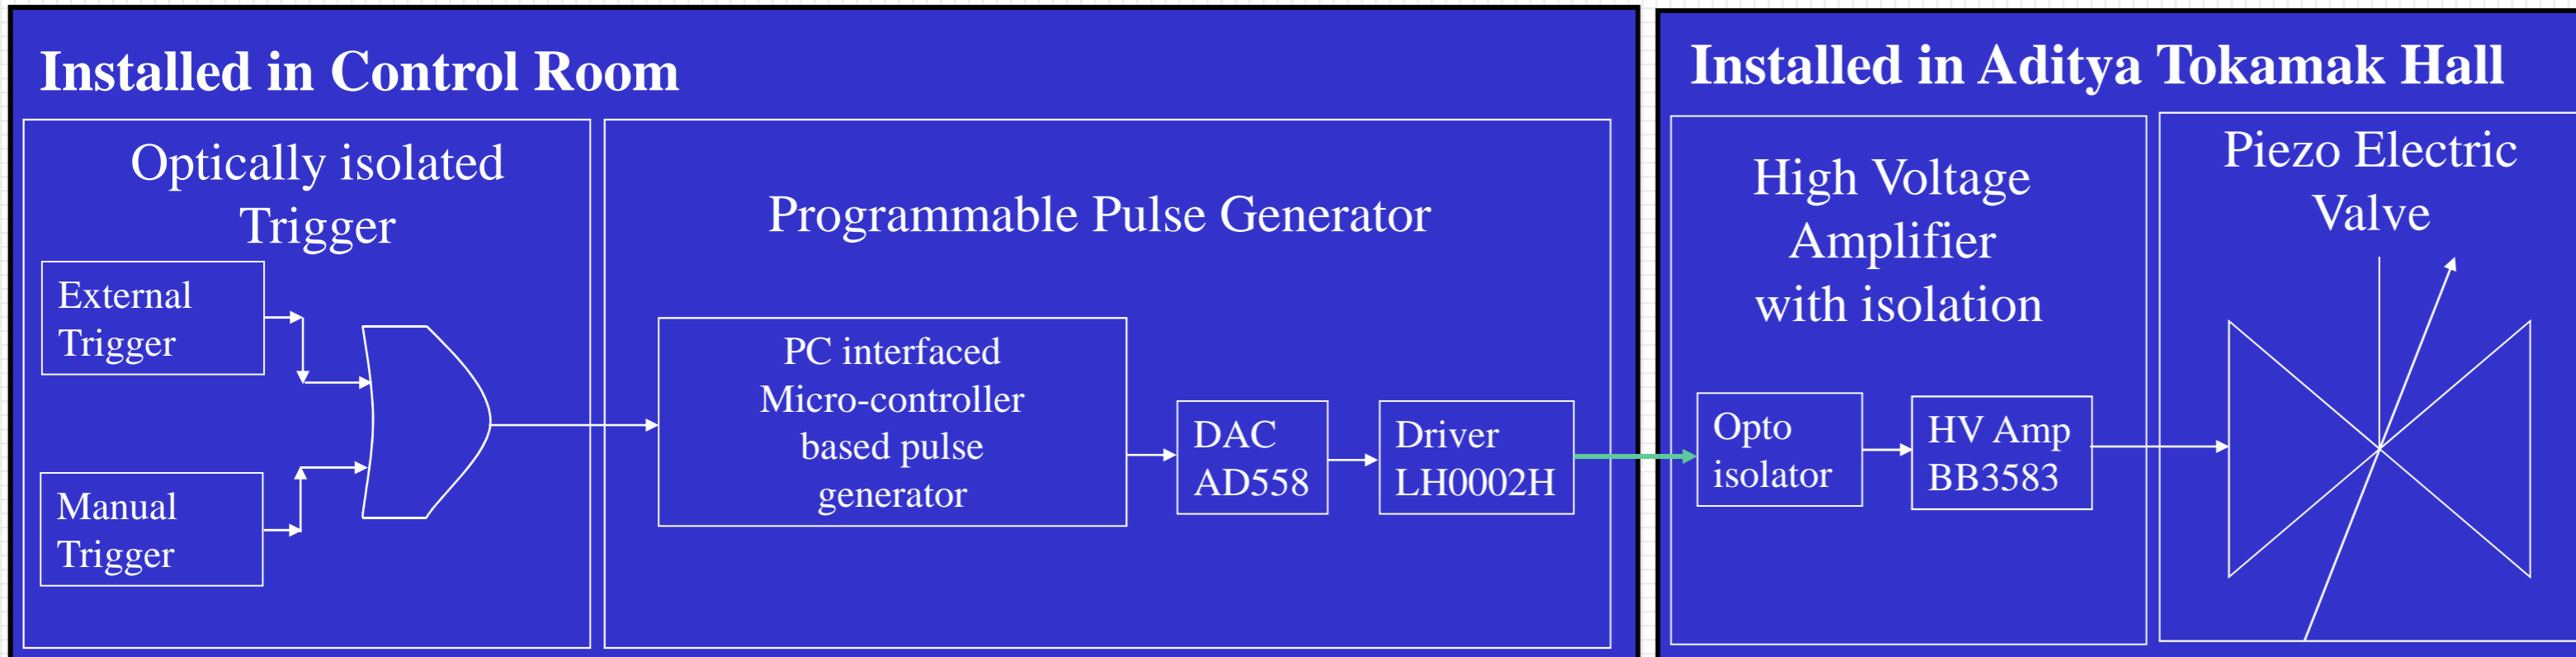 Installed in Control Room
Optically isolated
Trigger
External
Trigger
Manual
Trigger
Programmable Pulse Generator
PC interfaced
Micro-controller
based pulse
generator
DAC
AD558
Driver
LH0002H
Installed in Aditya Tokamak Hall
High Voltage
Amplifier
with isolation
Opto
isolator
HV Amp
BB3583
Piezo Electric
Valve